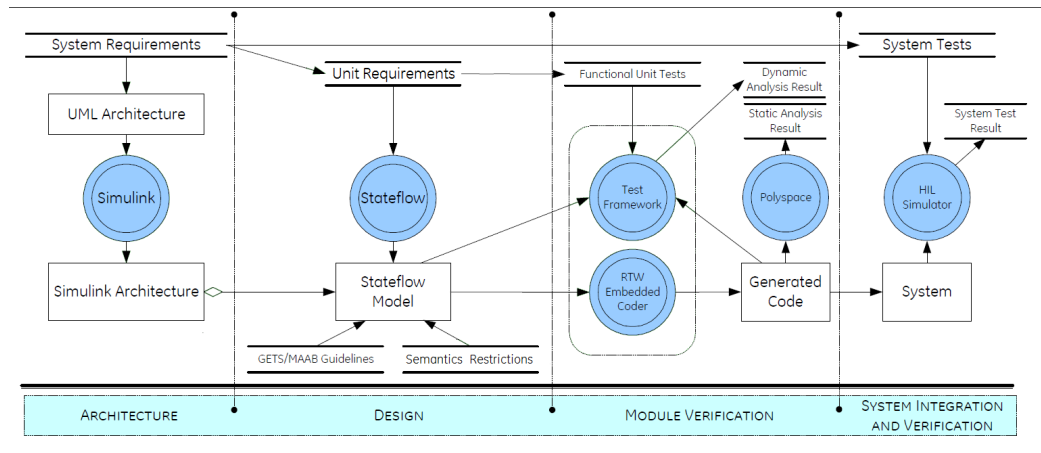 System Requirements
System Tests
Unit Requirements
Functional Unit Tests
Dynamic
Analysis Result
Static Analysis
Result
System Test
Result
UML Architecture
Simulink
Stateflow
Test
Framework
Polyspace
HIL
Simulator
Simulink Architecture
Stateflow
Model
RTW
Embedded
Coder
Generated
Code
System
GETS/MAAB Guidelines
Semantics Restrictions
ARCHITECTURE
DESIGN
MODULE VERIFICATION
SYSTEM INTEGRATION
AND VERIFICATION